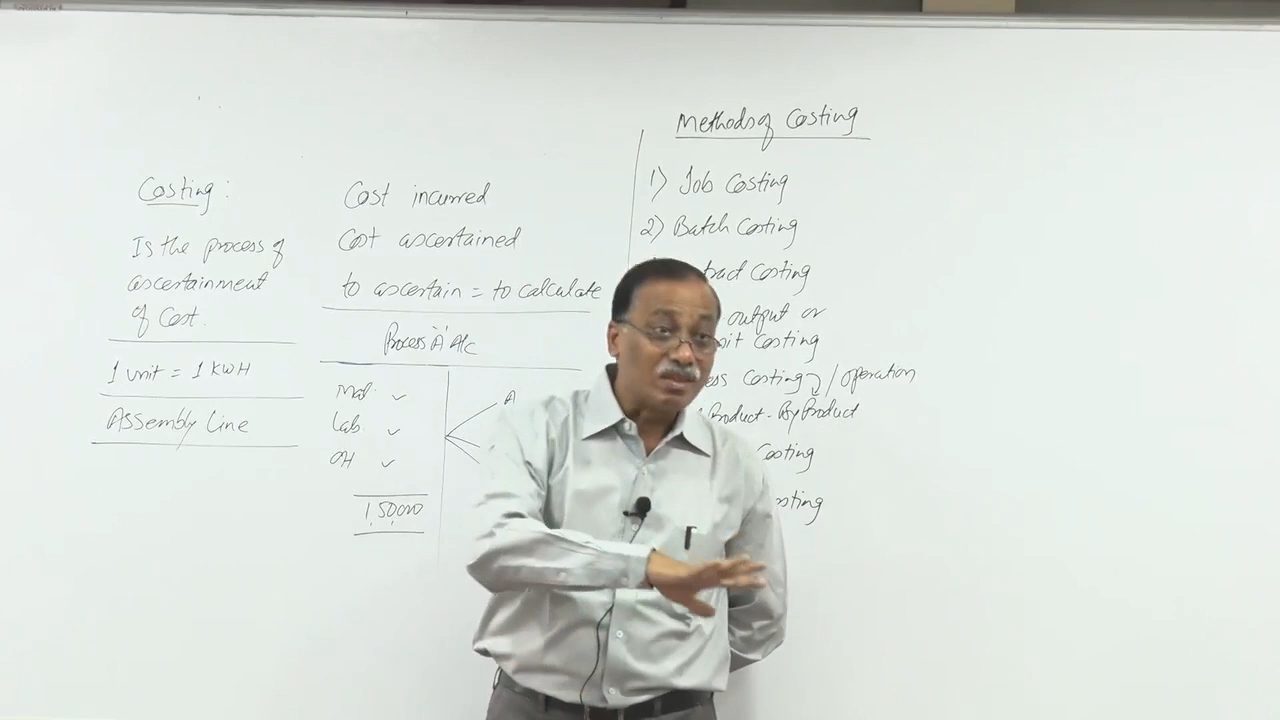 Costing :
Is the process of
ascertainment
of Cost.
1 unit = 1 KWH
Assembly Line
Cost incurred
Cost ascertained
to ascertain = to calculate
Process "A" A/c
Mat.
Lab.
OH
1,50,000
A
Methods of Costing
1) Job Costing
2) Batch Costing
Costing
output or
Costing
Costing / operation
Product - By Product
Costing